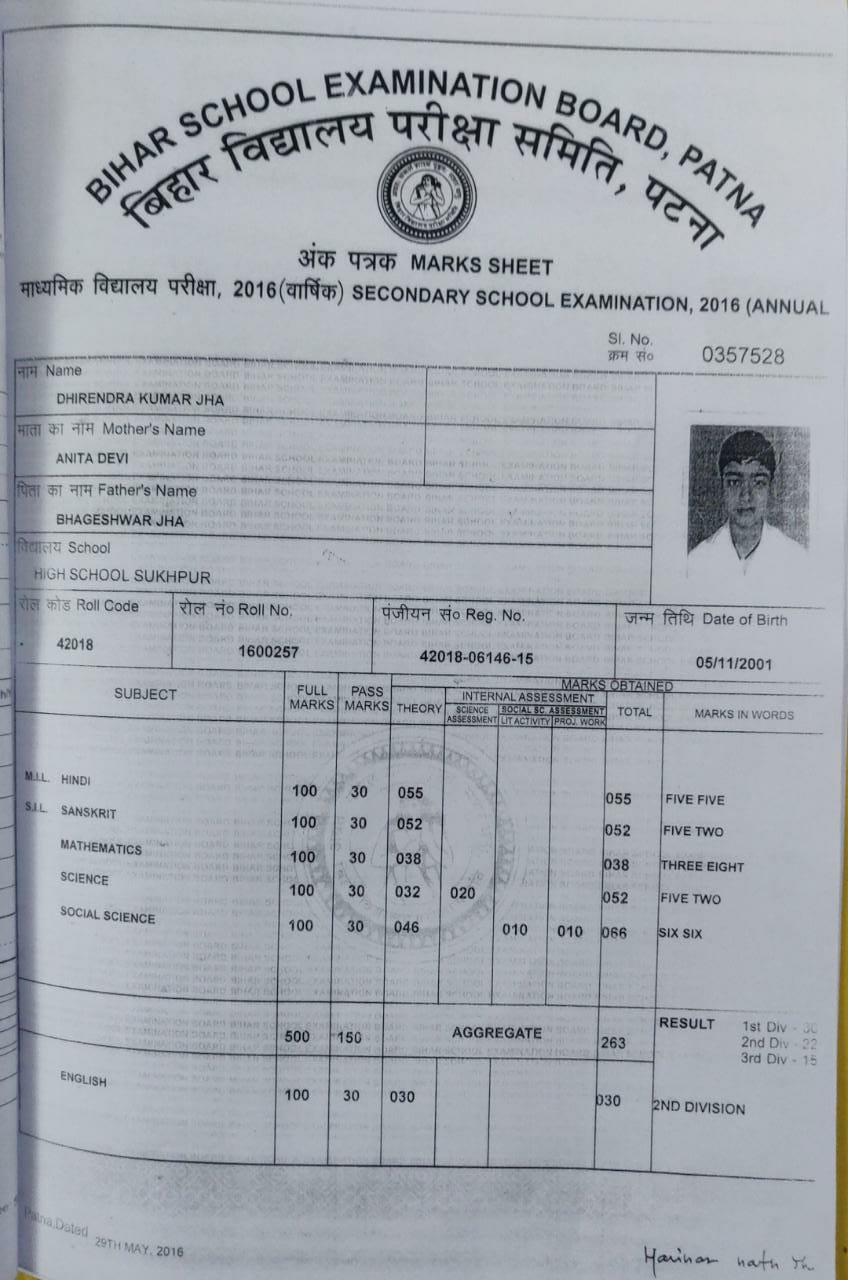 BIHAR SCHOOL EXAMINATION BOARD, PATNA
बिहार विद्यालय परीक्षा समिति, पटना
अंक पत्रक MARKS SHEET
माध्यमिक विद्यालय परीक्षा, 2016(वार्षिक) SECONDARY SCHOOL EXAMINATION, 2016 (ANNUAL
Sl. No.
क्रम सं० 0357528
नाम Name
DHIRENDRA KUMAR JHA
माता का नाम Mother's Name
ANITA DEVI
पिता का नाम Father's Name
BHAGESHWAR JHA
विद्यालय School
HIGH SCHOOL SUKHPUR
रोल कोड Roll Code रोल नं० Roll No. पंजीयन सं० Reg. No. जन्म तिथि Date of Birth
42018 1600257 42018-06146-15 05/11/2001
SUBJECT FULL MARKS PASS MARKS MARKS OBTAINED
THEORY INTERNAL ASSESSMENT TOTAL MARKS IN WORDS
SCIENCE ASSESSMENT SOCIAL SC. ASSESSMENT
LIT ACTIVITY PROJ. WORK
M.I.L. HINDI 100 30 055 055 FIVE FIVE
S.I.L. SANSKRIT 100 30 052 052 FIVE TWO
MATHEMATICS 100 30 038 038 THREE EIGHT
SCIENCE 100 30 032 020 052 FIVE TWO
SOCIAL SCIENCE 100 30 046 010 010 066 SIX SIX
500 150 AGGREGATE 263 RESULT 1st Div -
2nd Div - 22
3rd Div - 15
ENGLISH 100 30 030 030 2ND DIVISION
Patna,Dated 29TH MAY, 2016